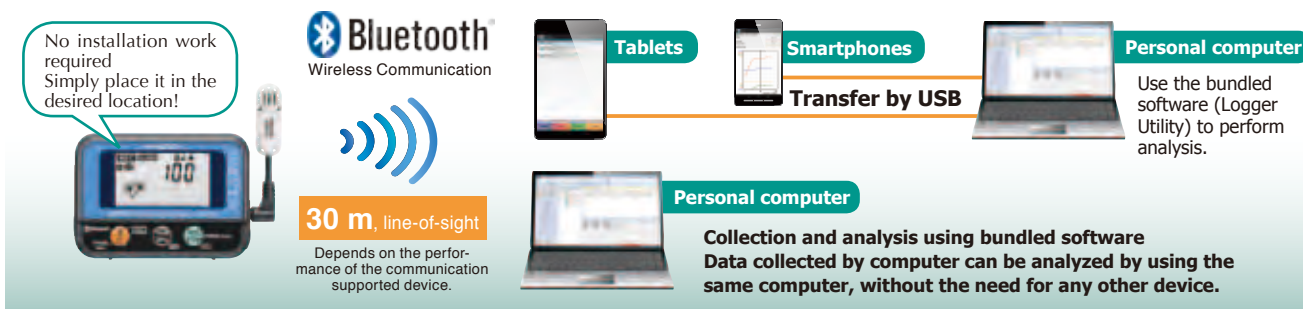 No installation work
required
Simply place it in the
desired location!
Bluetooth®
Wireless Communication
30 m, line-of-sight
Depends on the perfor-
mance of the communication
supported device.
100
Tablets
Smartphones
Transfer by USB
Personal computer
Use the bundled
software (Logger
Utility) to perform
analysis.
Personal computer
Collection and analysis using bundled software
Data collected by computer can be analyzed by using the
same computer, without the need for any other device.